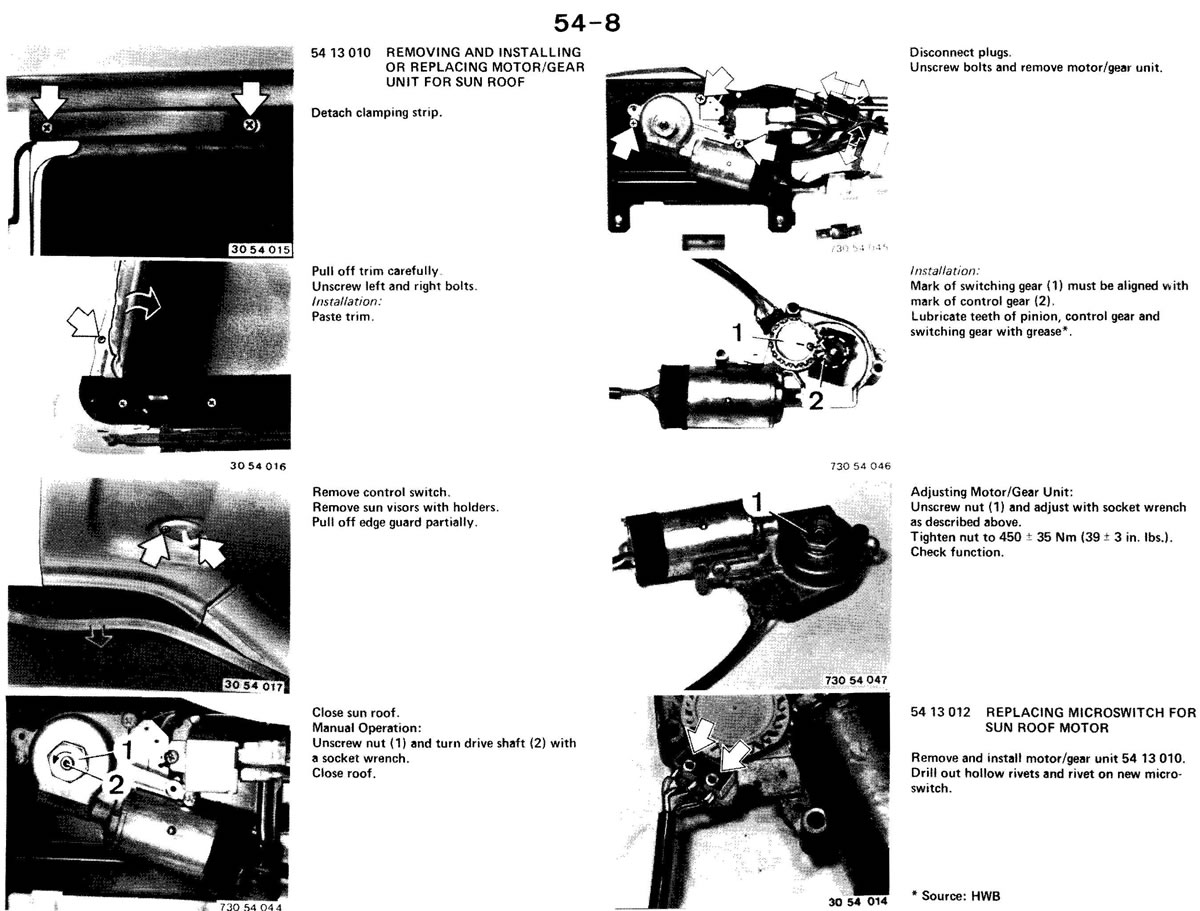 54-8
54 13 010 REMOVING AND INSTALLING
OR REPLACING MOTOR/GEAR
UNIT FOR SUN ROOF
Detach clamping strip.
30 54 015
Pull off trim carefully.
Unscrew left and right bolts.
Installation:
Paste trim.
30 54 016
Remove control switch.
Remove sun visors with holders.
Pull off edge guard partially.
30 54 017
Close sun roof.
Manual Operation:
Unscrew nut (1) and turn drive shaft (2) with
a socket wrench.
Close roof.
1
2
730 54 044
Disconnect plugs.
Unscrew bolts and remove motor/gear unit.
730 54 045
Installation:
Mark of switching gear (1) must be aligned with
mark of control gear (2).
Lubricate teeth of pinion, control gear and
switching gear with grease*.
1
2
730 54 046
Adjusting Motor/Gear Unit:
Unscrew nut (1) and adjust with socket wrench
as described above.
Tighten nut to 450 ± 35 Nm (39 ± 3 in. lbs.).
Check function.
1
730 54 047
54 13 012 REPLACING MICROSWITCH FOR
SUN ROOF MOTOR
Remove and install motor/gear unit 54 13 010.
Drill out hollow rivets and rivet on new micro-
switch.
30 54 014
* Source: HWB